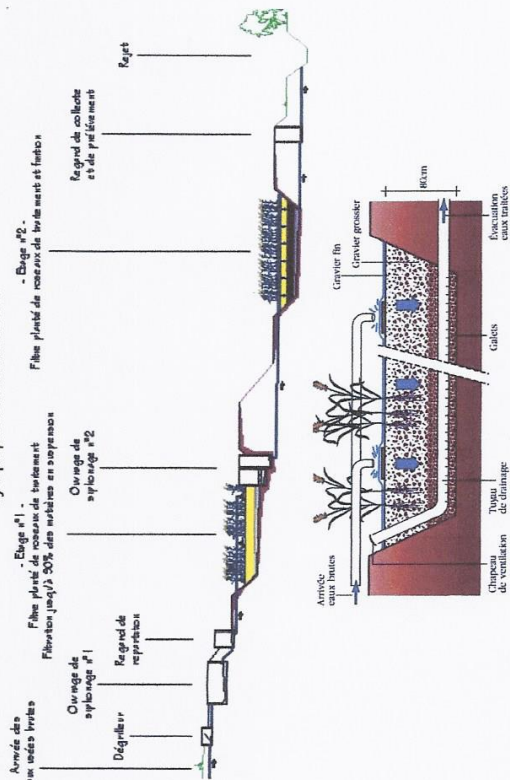 Arrivée des
usées brutes
Dégrilleur
Ouvrage de
siphonage n°1
Regard de
repartition
- Etage n°1 -
Filtre planté de roseaux de traitement
Filtration jusqu'à 90% des matières en suspension
Ouvrage de
siphonage n°2
- Etage n°2 -
Filtre planté de roseaux de traitement et finition
Regard de collecte
et de prélèvement
Rejet
Arrivée
eaux brutes
Gravier fin
Gravier grossier
80cm
Chapeau
de ventilation
Tuyau
de drainage
Galets
Évacuation
eaux traitées